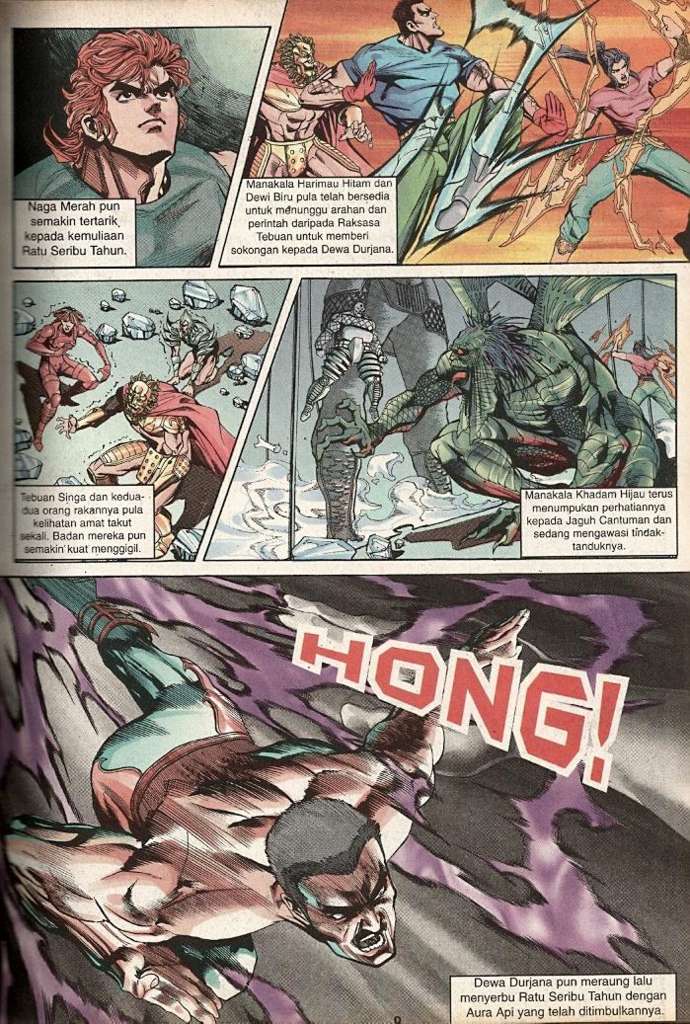 Naga Merah pun
semakin tertarik
kepada kemuliaan
Ratu Seribu Tahun.
Manakala Harimau Hitam dan
Dewi Biru pula telah bersedia
untuk menunggu arahan dan
perintah daripada Raksasa
Tebuan untuk memberi
sokongan kepada Dewa Durjana.
Tebuan Singa dan kedua-
dua orang rakannya pula
kelihatan amat takut
sekali. Badan mereka pun
semakin kuat menggigil.
Manakala Khadam Hijau terus
menumpukan perhatiannya
kepada Jaguh Cantuman dan
sedang mengawasi tindak-
tanduknya.
HONG!
Dewa Durjana pun meraung lalu
menyerbu Ratu Seribu Tahun dengan
Aura Api yang telah ditimbulkannya.